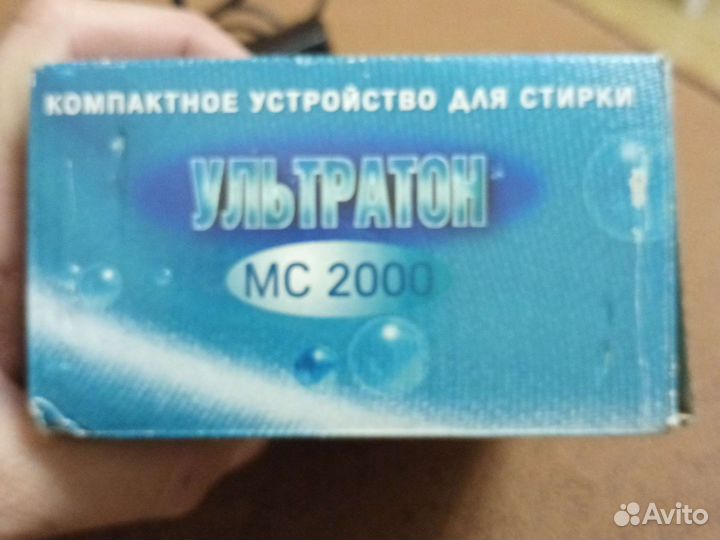 КОМПАКТНОЕ УСТРОЙСТВО ДЛЯ СТИРКИ
УЛЬТРАТОН
МС 2000
Avito